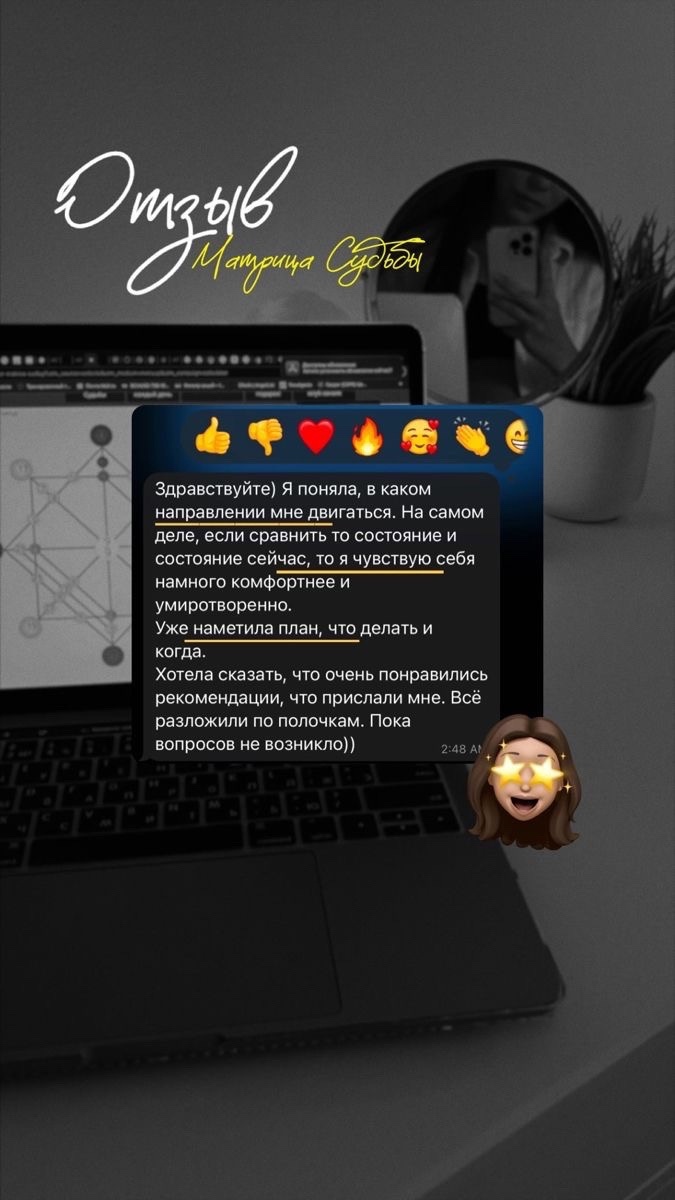 Отзыв
Матрица Судьбы
Здравствуйте) Я поняла, в каком
направлении мне двигаться. На самом
деле, если сравнить то состояние и
состояние сейчас, то я чувствую себя
намного комфортнее и
умиротворенно.
Уже наметила план, что делать и
когда.
Хотела сказать, что очень понравились
рекомендации, что прислали мне. Всё
разложили по полочкам. Пока
вопросов не возникло))
2:48